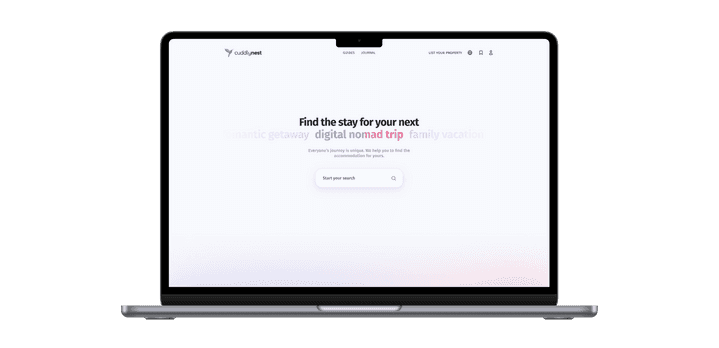 cuddlynest
GUIDES JOURNAL
LIST YOUR PROPERTY
Find the stay for your next
romantic getaway digital nomad trip family vacation
Everyone's journey is unique. We help you to find the
accommodation for yours.
Start your search